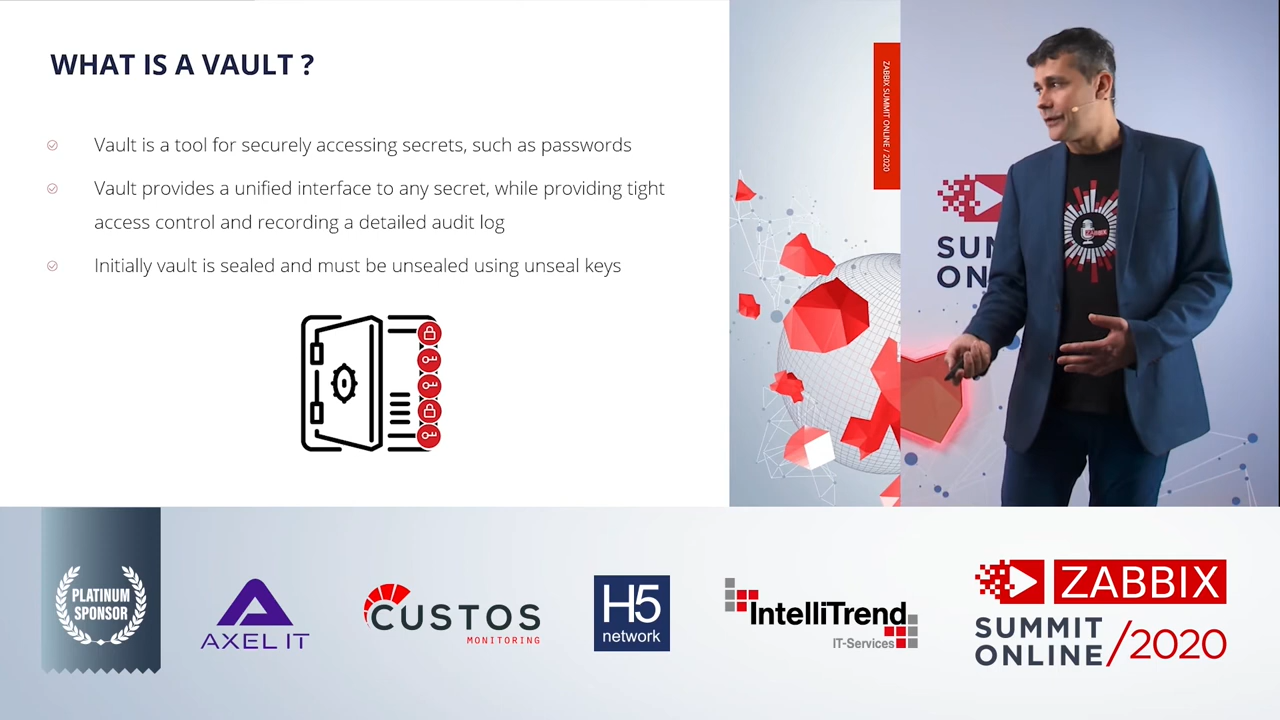 WHAT IS A VAULT ?
Vault is a tool for securely accessing secrets, such as passwords
Vault provides a unified interface to any secret, while providing tight
access control and recording a detailed audit log
Initially vault is sealed and must be unsealed using unseal keys
ZABBIX SUMMIT ONLINE / 2020
SUM
ON
ZABBIX
PLATINUM
SPONSOR
AXEL IT
CUSTOS
MONITORING
H5
network
IntelliTrend
IT-Services
ZABBIX
SUMMIT
ONLINE/2020